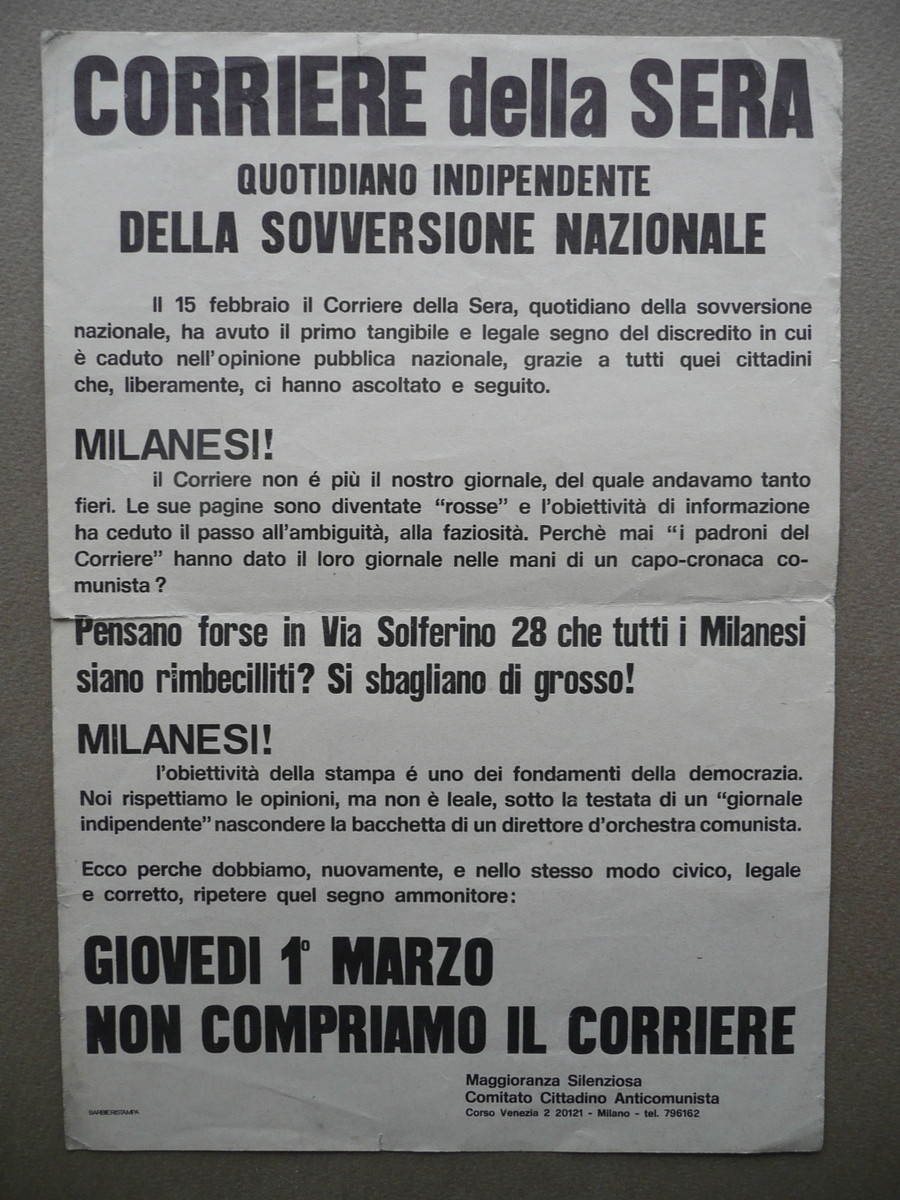 CORRIERE della SERA
QUOTIDIANO INDIPENDENTE
DELLA SOVVERSIONE NAZIONALE
Il 15 febbraio il Corriere della Sera, quotidiano della sovversione
nazionale, ha avuto il primo tangibile e legale segno del discredito in cui
è caduto nell'opinione pubblica nazionale, grazie a tutti quei cittadini
che, liberamente, ci hanno ascoltato e seguito.
MILANESI!
il Corriere non é più il nostro giornale, del quale andavamo tanto
fieri. Le sue pagine sono diventate “rosse” e l'obiettività di informazione
ha ceduto il passo all'ambiguità, alla faziosità. Perchè mai “i padroni del
Corriere” hanno dato il loro giornale nelle mani di un capo-cronaca co-
munista ?
Pensano forse in Via Solferino 28 che tutti i Milanesi
siano rimbecilliti? Si sbagliano di grosso!
MILANESI!
l'obiettività della stampa é uno dei fondamenti della democrazia.
Noi rispettiamo le opinioni, ma non è leale, sotto la testata di un “giornale
indipendente” nascondere la bacchetta di un direttore d'orchestra comunista.
Ecco perche dobbiamo, nuovamente, e nello stesso modo civico, legale
e corretto, ripetere quel segno ammonitore:
GIOVEDI 1º MARZO
NON COMPRIAMO IL CORRIERE
Maggioranza Silenziosa
Comitato Cittadino Anticomunista
Corso Venezia 2 20121 - Milano - tel. 796162
BARBIERISTAMPA